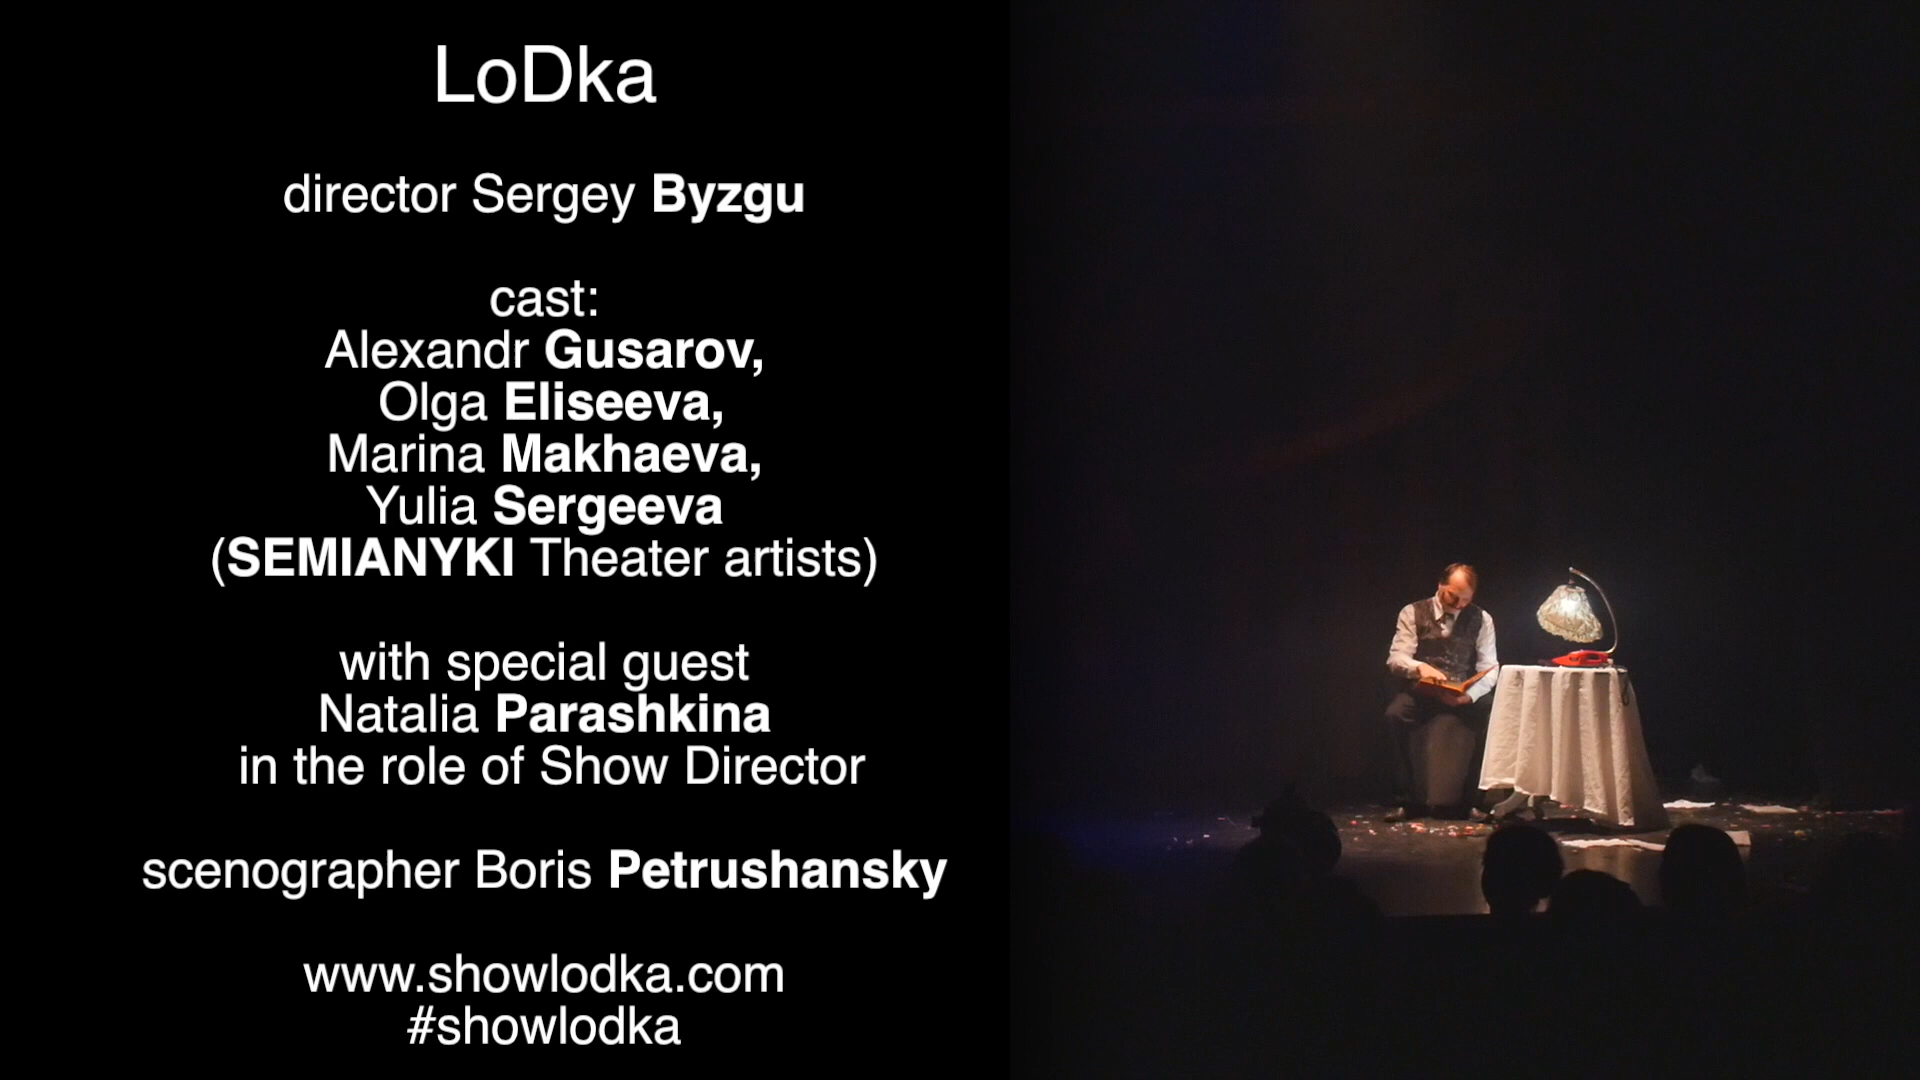 LoDka
director Sergey Byzgu
cast:
Alexandr Gusarov,
Olga Eliseeva,
Marina Makhaeva,
Yulia Sergeeva
(SEMIANYKI Theater artists)
with special guest
Natalia Parashkina
in the role of Show Director
scenographer Boris Petrushansky
www.showlodka.com
#showlodka